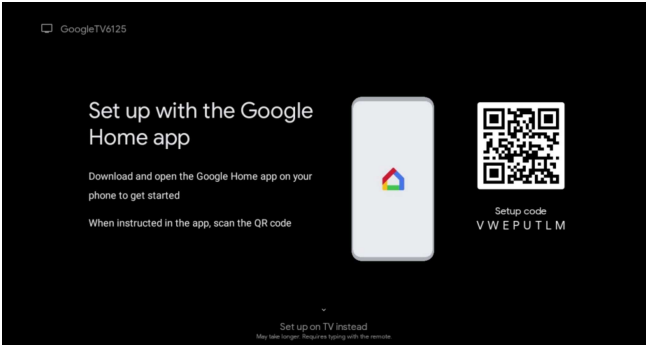 GoogleTV6125
Set up with the Google
Home app
Download and open the Google Home app on your
phone to get started
When instructed in the app, scan the QR code
Setup code
VWEPUTLM
Set up on TV instead
May take longer. Requires typing with the remote.